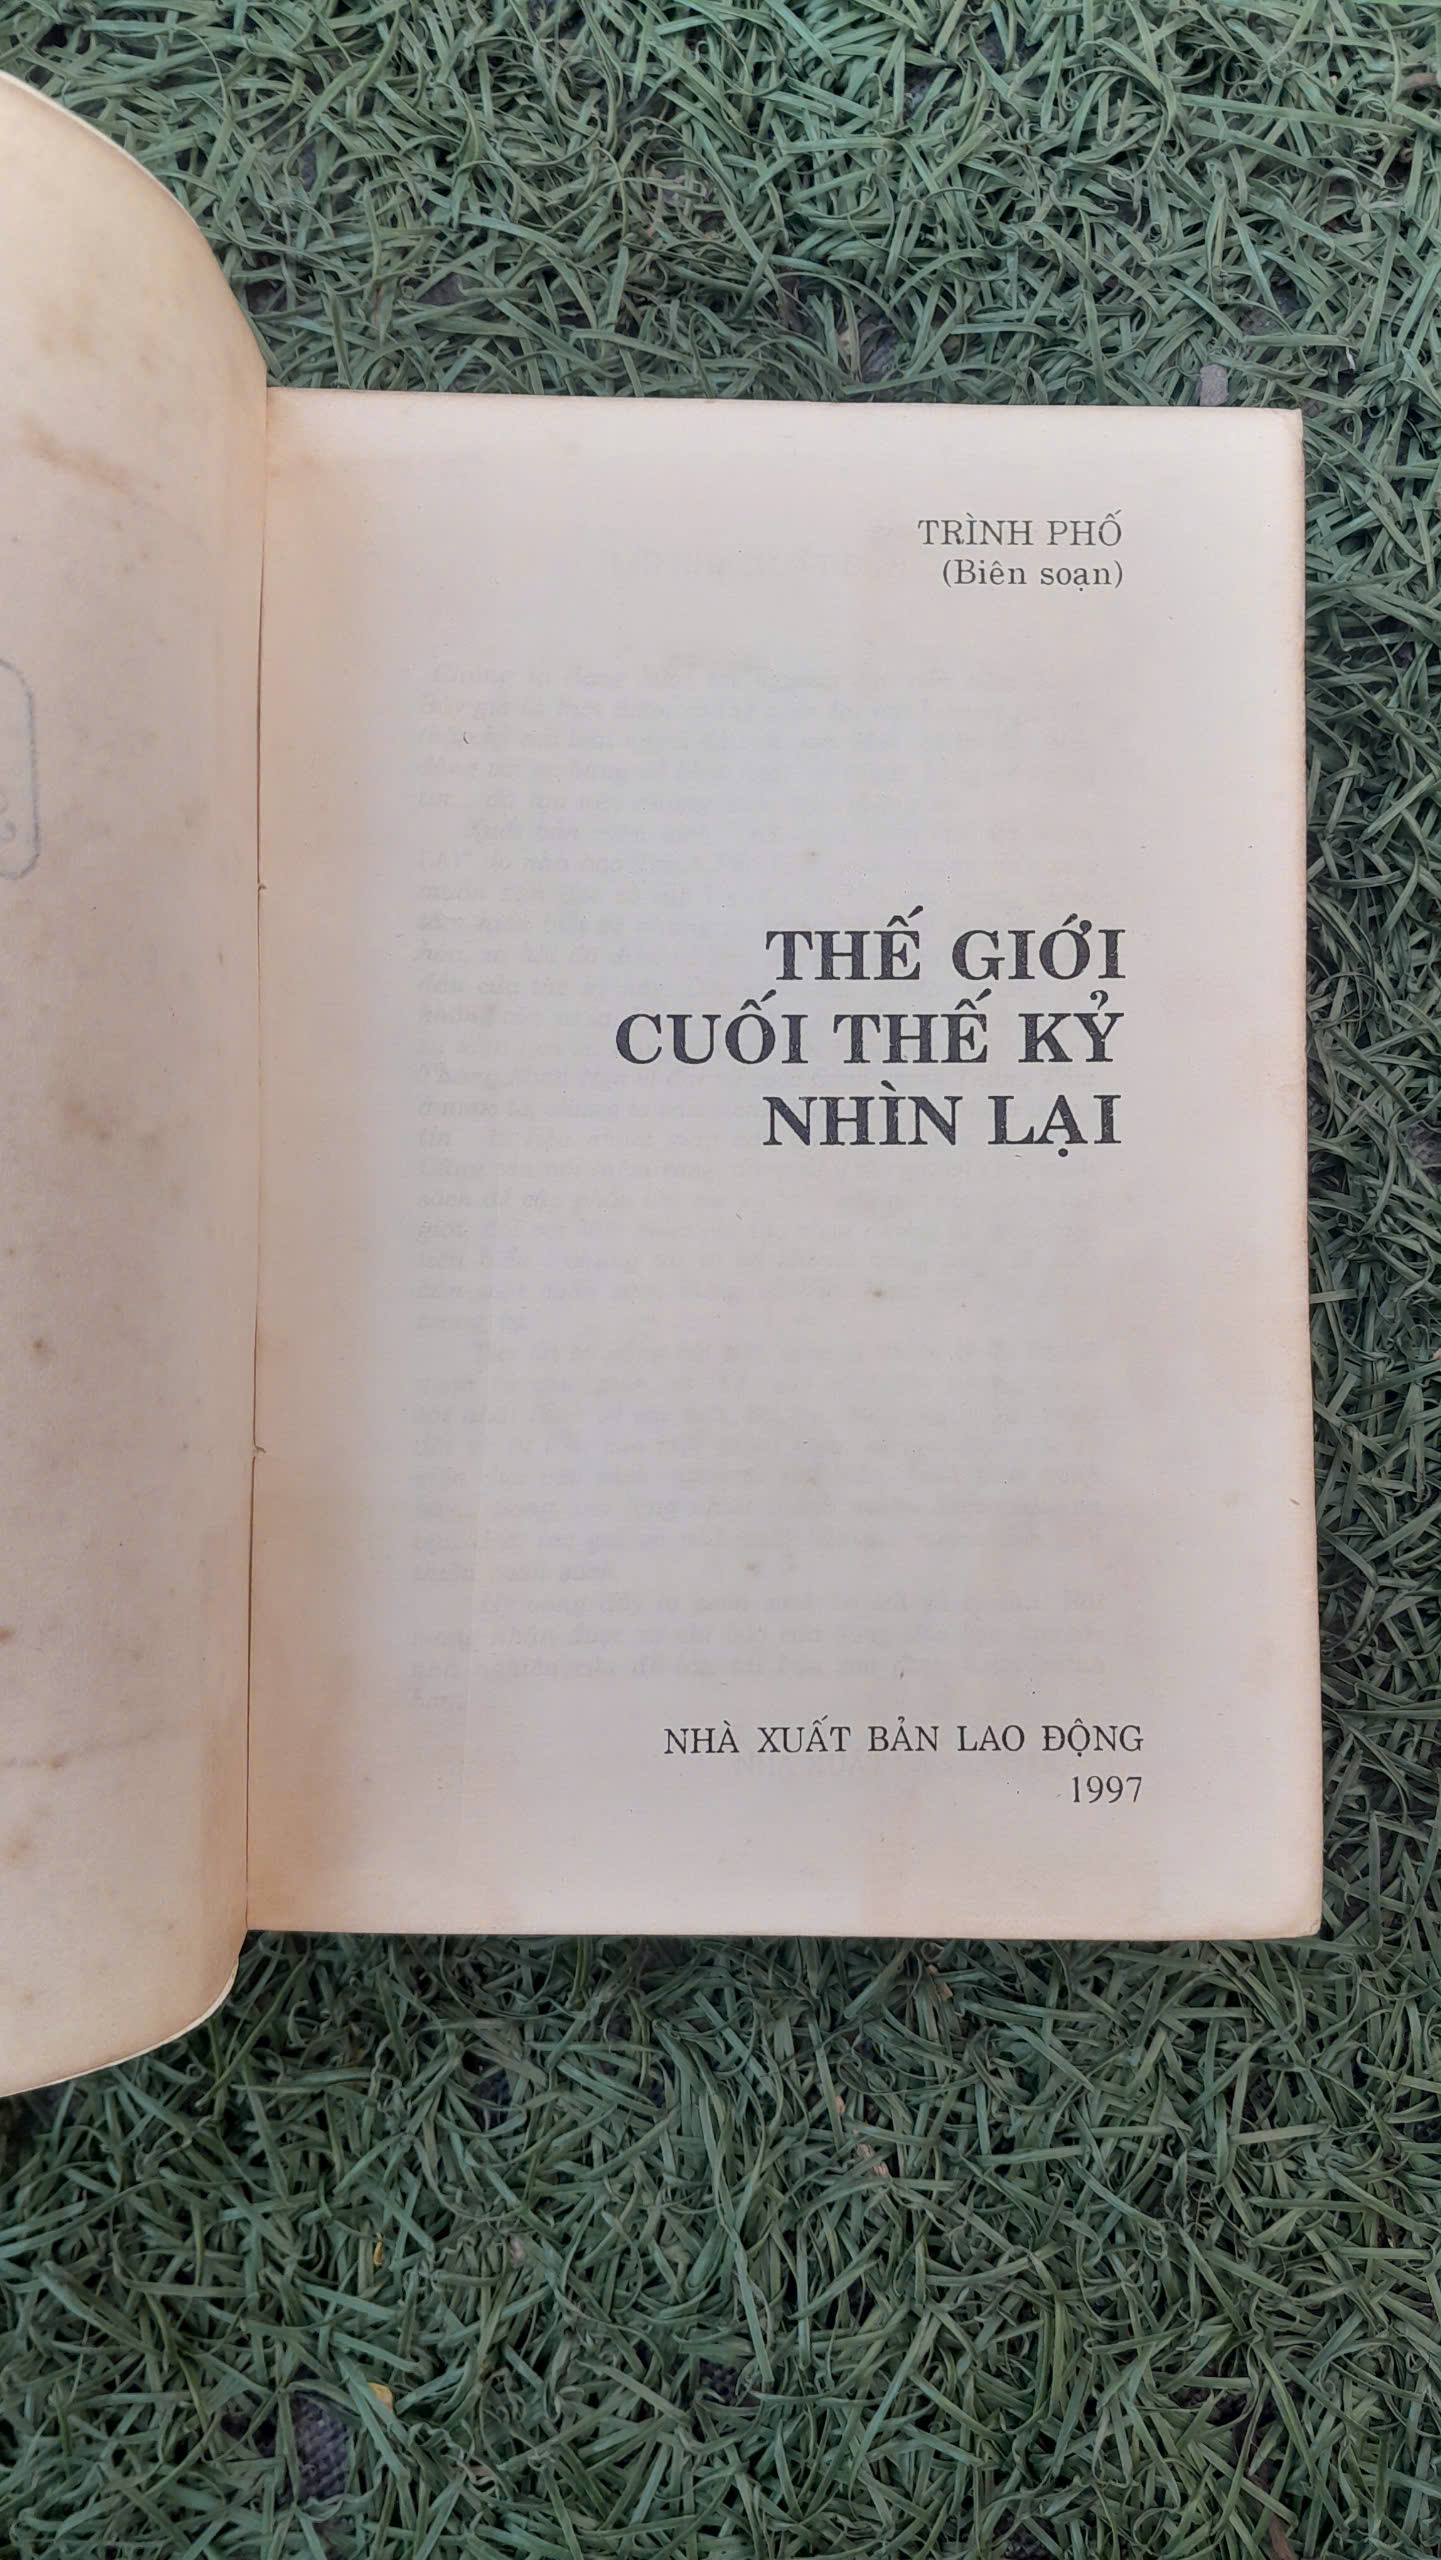 TRÌNH PHỐ
(Biên soạn)
THẾ GIỚI
CUỐI THẾ KỶ
NHÌN LẠI
NHÀ XUẤT BẢN LAO ĐỘNG
1997